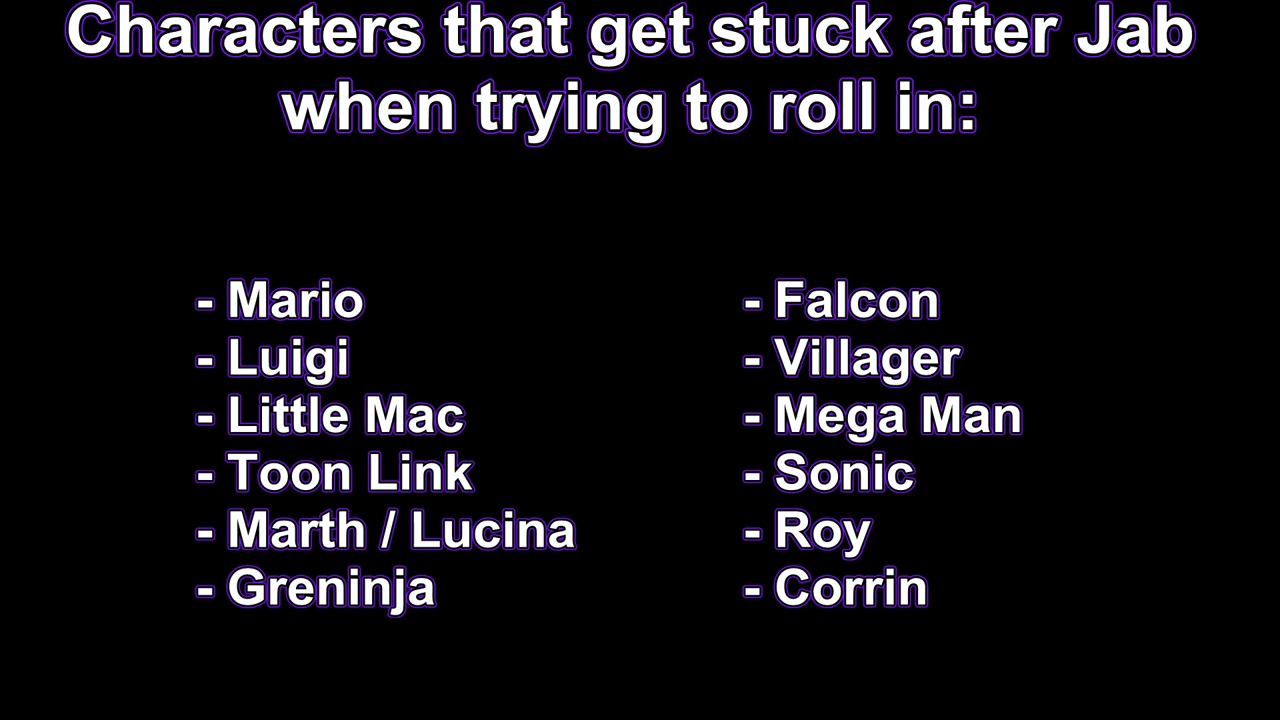 Characters that get stuck after Jab
when trying to roll in:
- Mario
- Luigi
- Little Mac
- Toon Link
- Marth / Lucina
- Greninja
- Falcon
- Villager
- Mega Man
- Sonic
- Roy
- Corrin